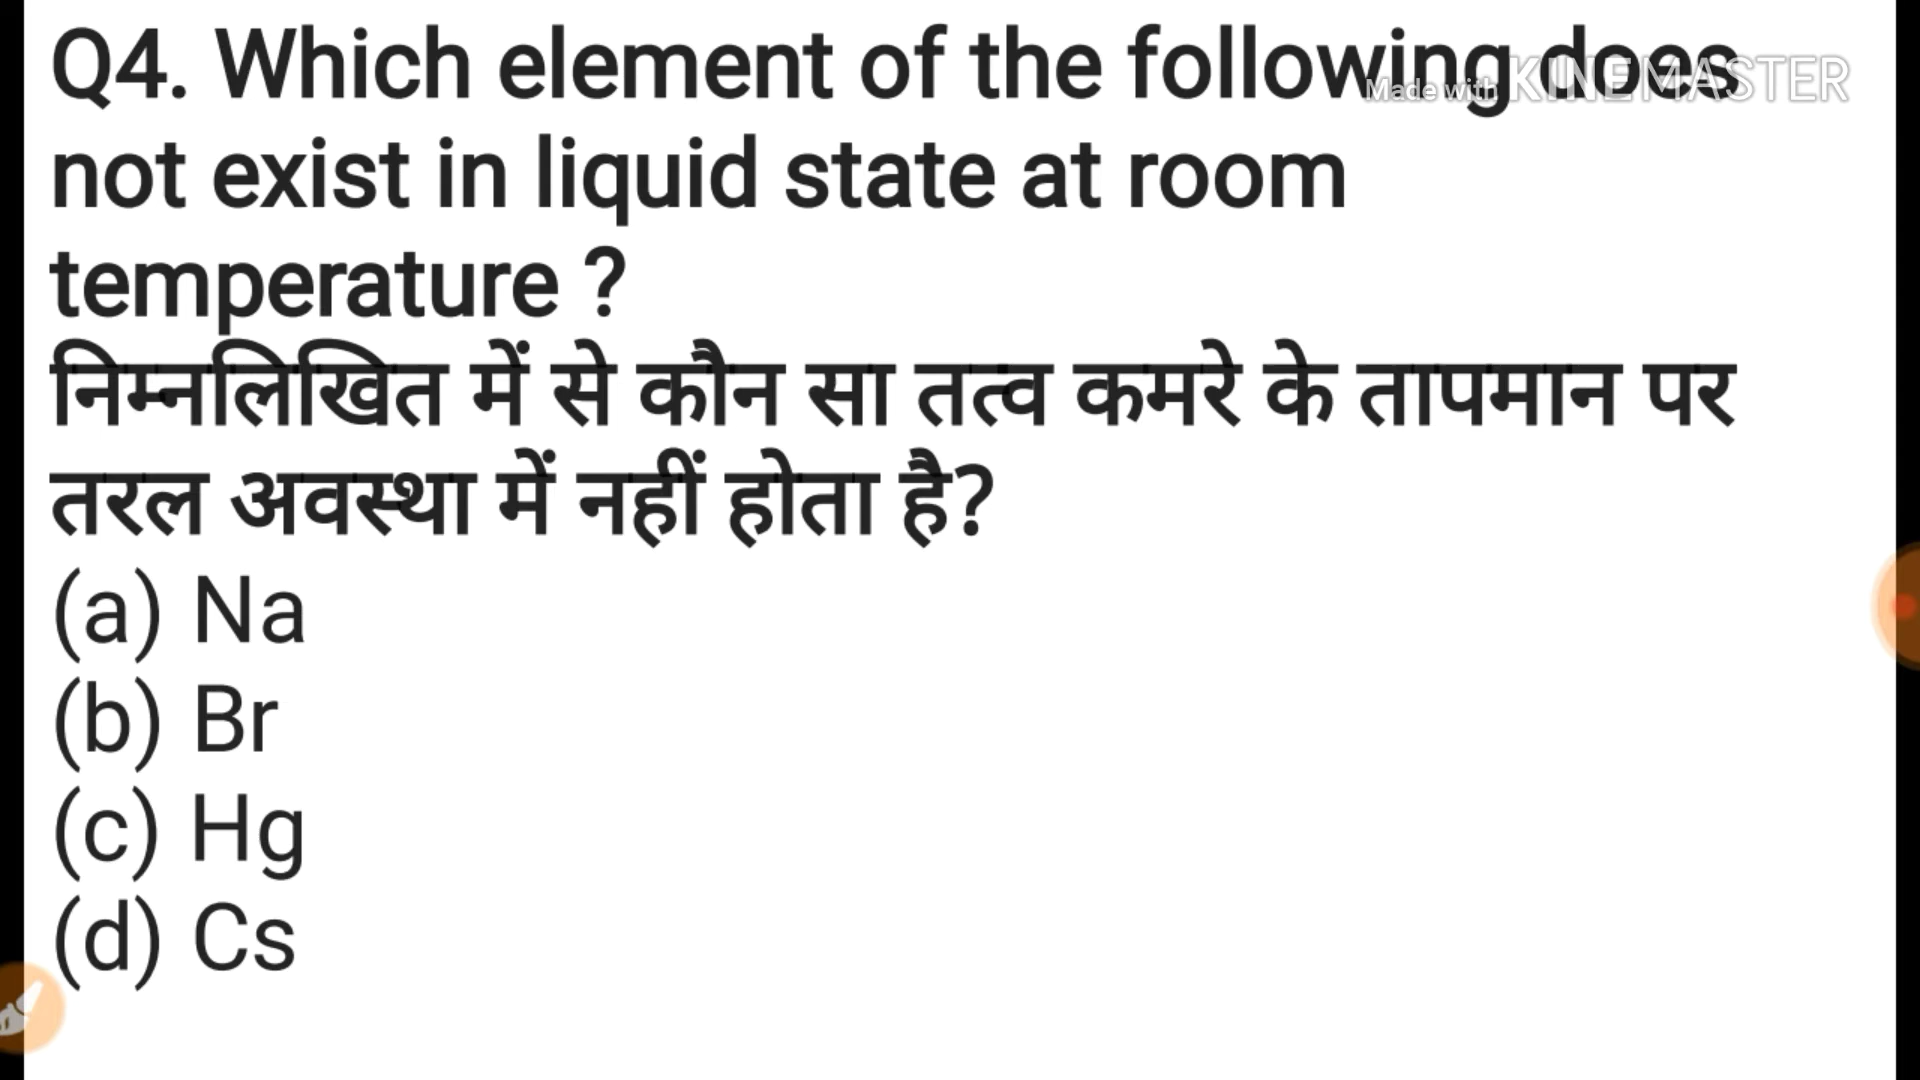 Q4. Which element of the following does
Made with KINEMASTER
not exist in liquid state at room
temperature ?
निम्नलिखित में से कौन सा तत्व कमरे के तापमान पर
तरल अवस्था में नहीं होता है?
(a) Na
(b) Br
(c) Hg
(d) Cs